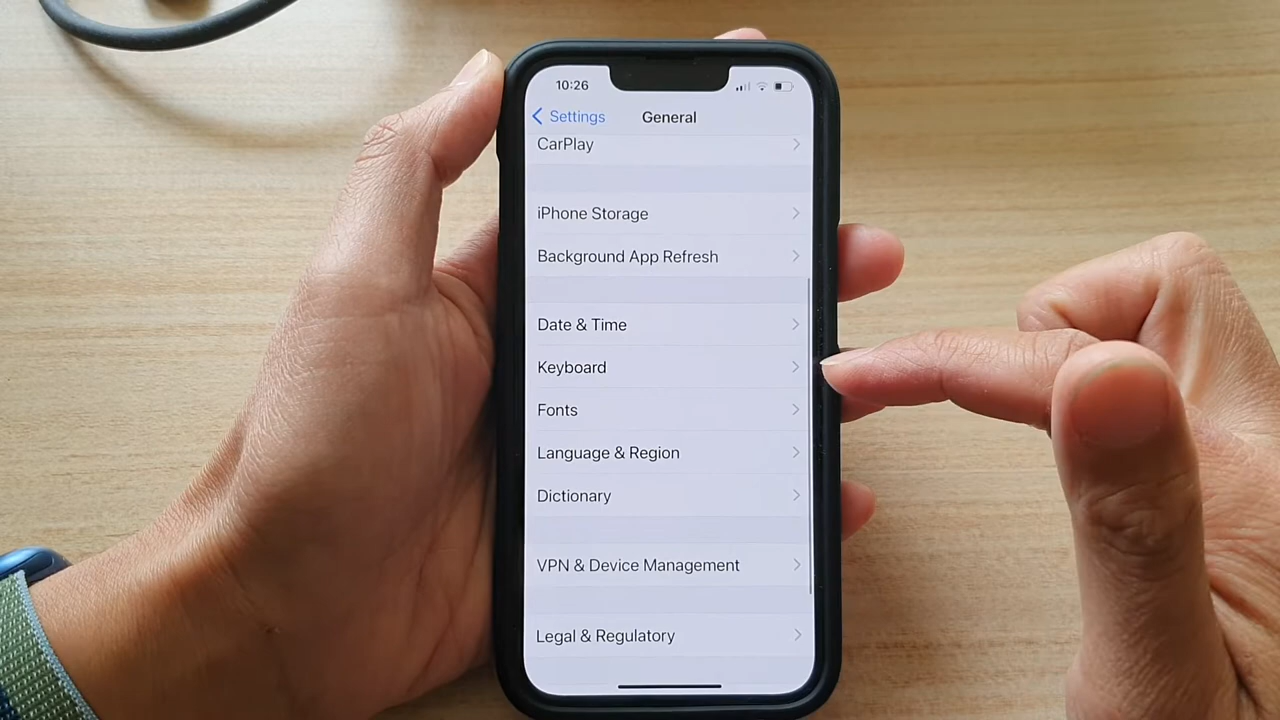 10:26
Settings
General
CarPlay
iPhone Storage
Background App Refresh
Date & Time
Keyboard
Fonts
Language & Region
Dictionary
VPN & Device Management
Legal & Regulatory